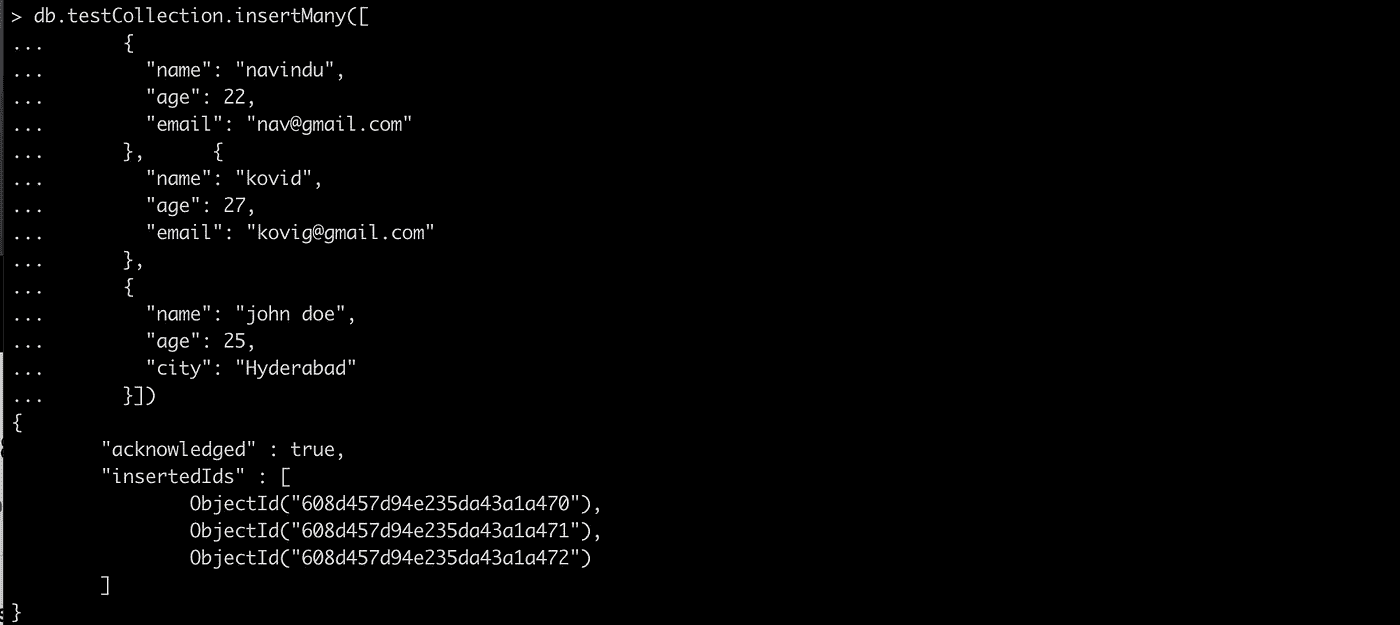 > db.testCollection.insertMany([
...       {
...         "name": "navindu",
...         "age": 22,
...         "email": "nav@gmail.com"
...       },      {
...         "name": "kovid",
...         "age": 27,
...         "email": "kovig@gmail.com"
...       },
...       {
...         "name": "john doe",
...         "age": 25,
...         "city": "Hyderabad"
...       }])
{
        "acknowledged" : true,
        "insertedIds" : [
                ObjectId("608d457d94e235da43a1a470"),
                ObjectId("608d457d94e235da43a1a471"),
                ObjectId("608d457d94e235da43a1a472")
        ]
}